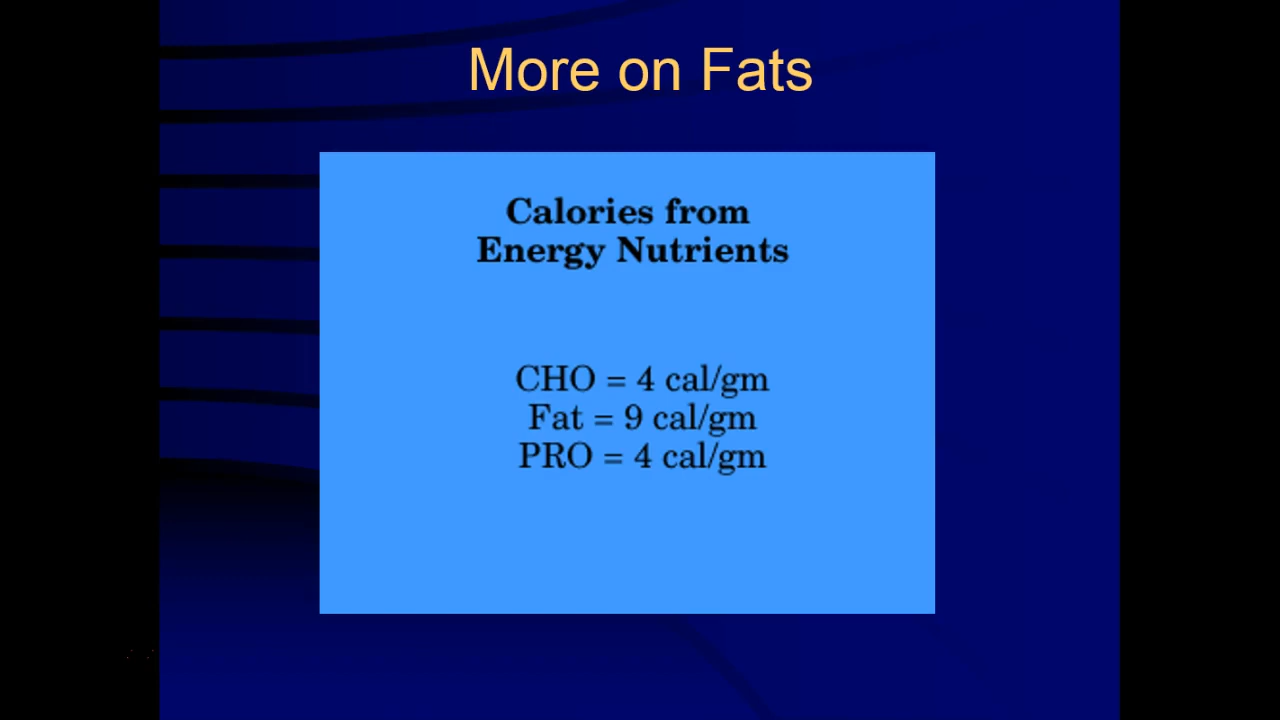 More on Fats
Calories from
Energy Nutrients
CHO = 4 cal/gm
Fat = 9 cal/gm
PRO = 4 cal/gm